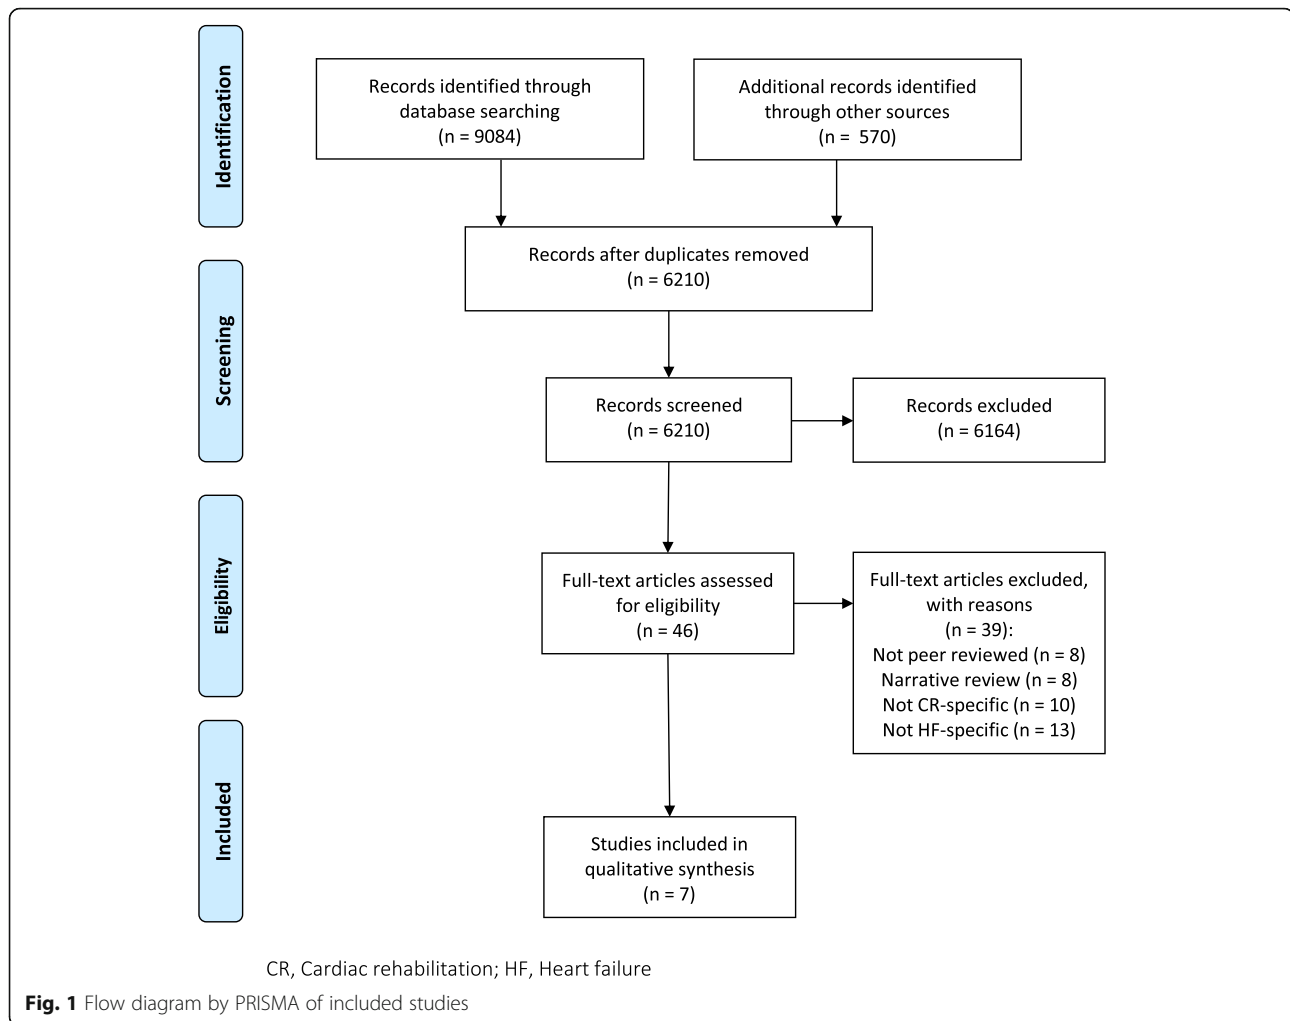 Identification
Records identified through
database searching
(n = 9084)
Additional records identified
through other sources
(n = 570)
Records after duplicates removed
(n = 6210)
Screening
Records screened
(n = 6210)
Records excluded
(n = 6164)
Eligibility
Full-text articles assessed
for eligibility
(n = 46)
Full-text articles excluded,
with reasons
(n = 39):
Not peer reviewed (n = 8)
Narrative review (n = 8)
Not CR-specific (n = 10)
Not HF-specific (n = 13)
Included
Studies included in
qualitative synthesis
(n = 7)
CR, Cardiac rehabilitation; HF, Heart failure
Fig. 1 Flow diagram by PRISMA of included studies